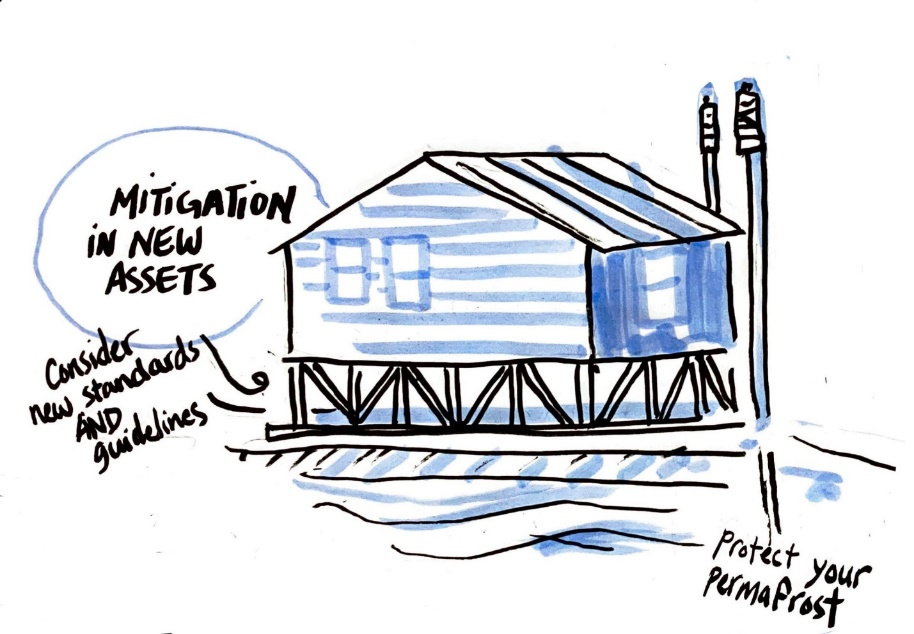 MITIGATION
IN NEW
ASSETS
Consider
new standards
AND
guidelines
Protect your
Permafrost